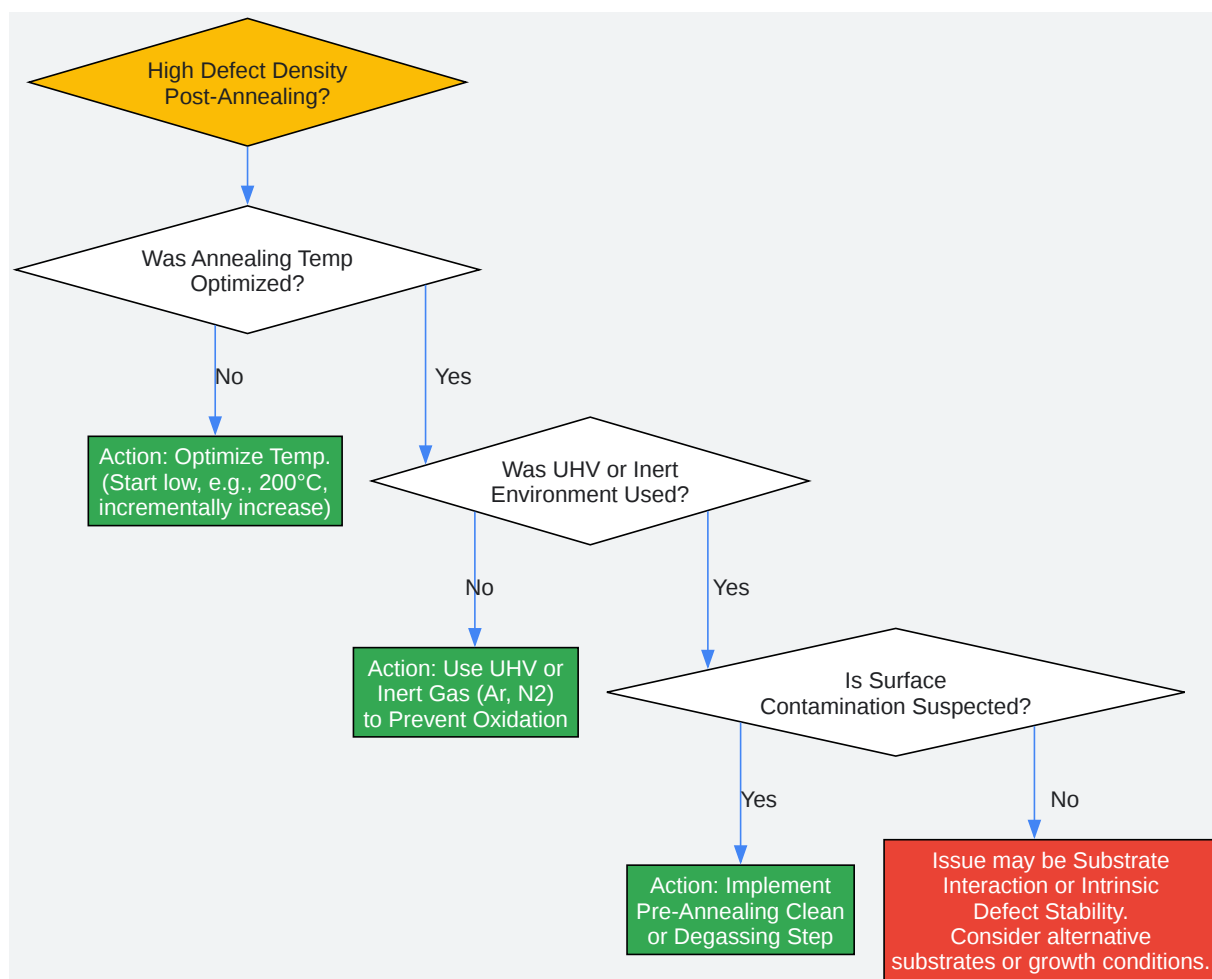 High Defect Density
Post-Annealing?
Was Annealing Temp
Optimized?
No
Yes
Action: Optimize Temp.
(Start low, e.g., 200°C,
incrementally increase)
Was UHV or Inert
Environment Used?
No
Yes
Action: Use UHV or
Inert Gas (Ar, N2)
to Prevent Oxidation
Is Surface
Contamination Suspected?
Yes
No
Action: Implement
Pre-Annealing Clean
or Degassing Step
Issue may be Substrate
Interaction or Intrinsic
Defect Stability.
Consider alternative
substrates or growth conditions.